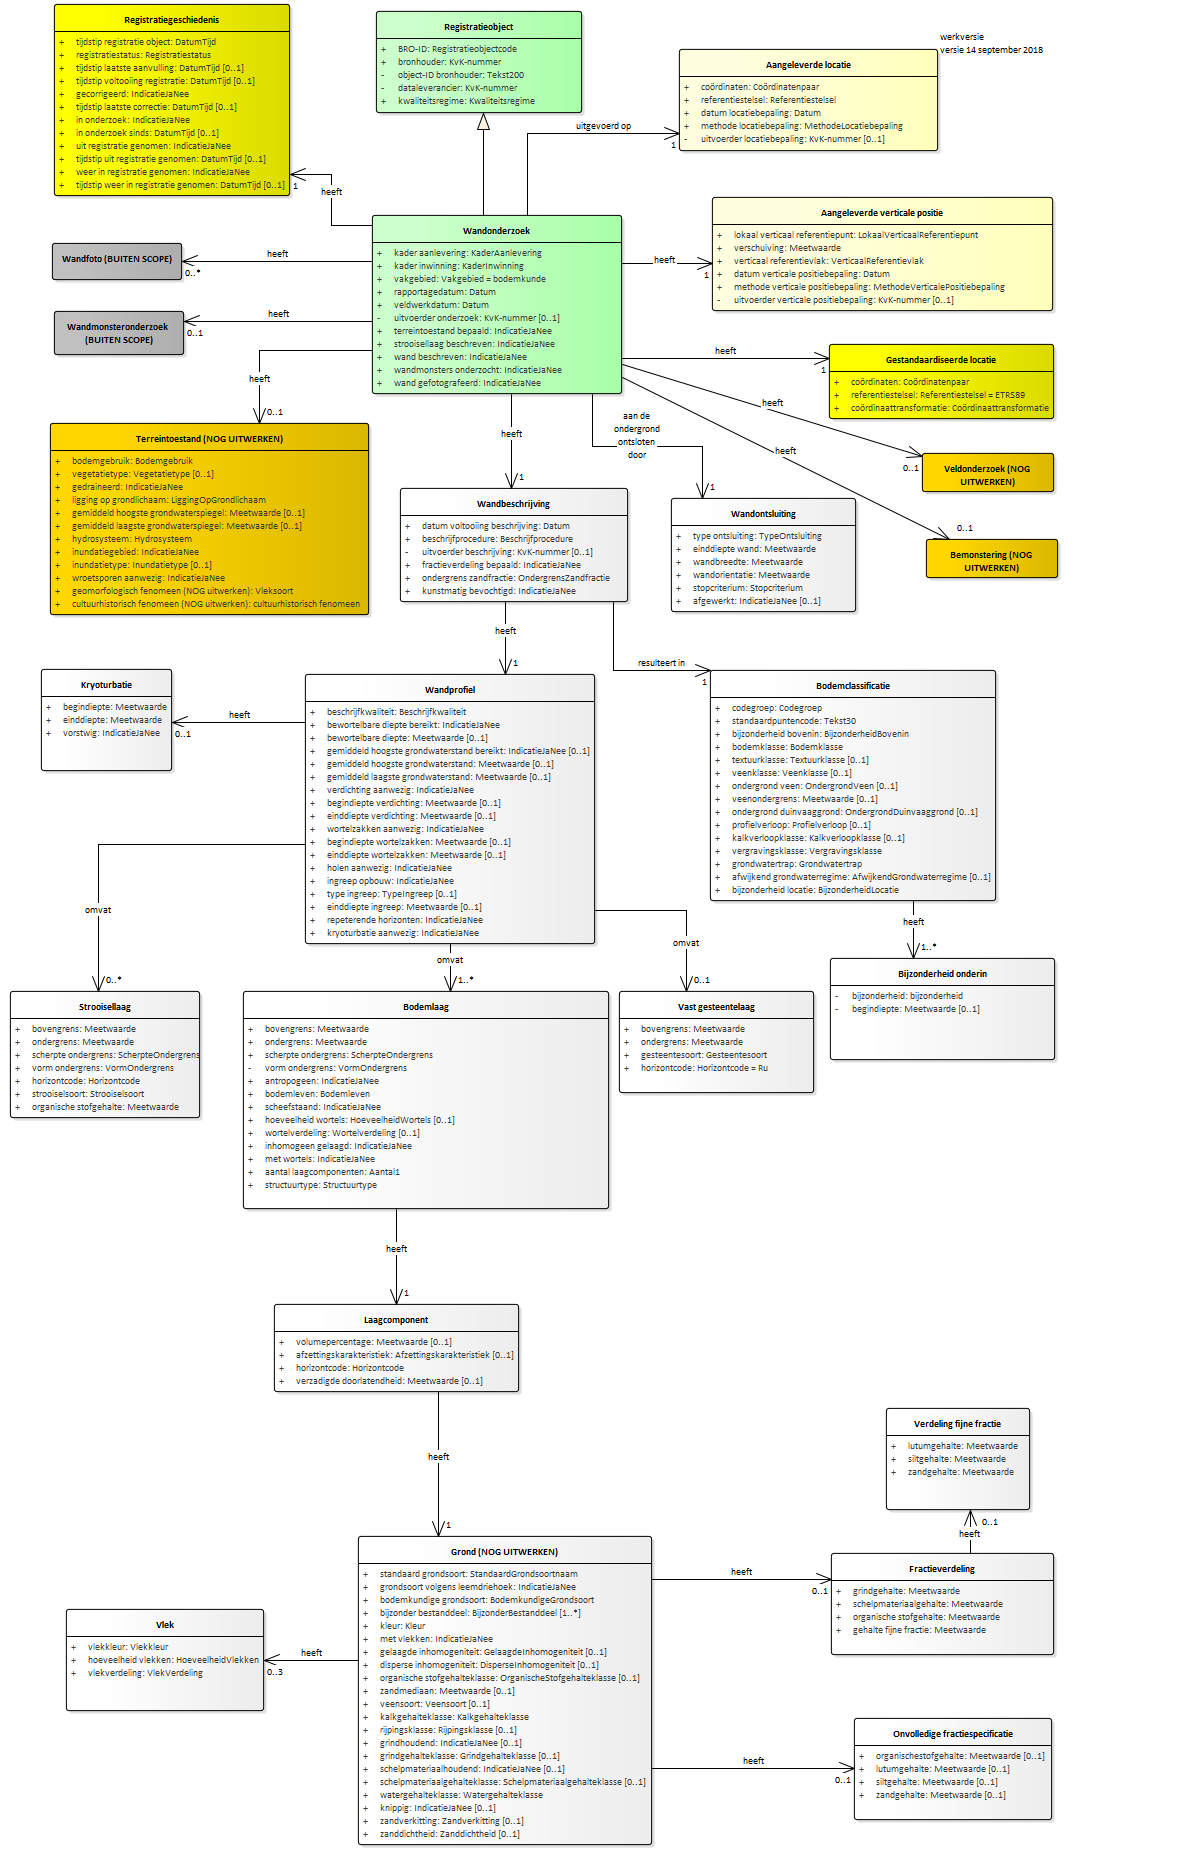 werkversie
versie 14 september 2018
Registratiegeschiedenis
+ tijdstip registratie object: DatumTijd
+ registratiestatus: Registratiestatus
+ tijdstip laatste aanvulling: DatumTijd [0..1]
+ tijdstip voltooiing registratie: DatumTijd [0..1]
+ gecorrigeerd: IndicatieJaNee
+ tijdstip laatste correctie: DatumTijd [0..1]
+ in onderzoek: IndicatieJaNee
+ in onderzoek sinds: DatumTijd [0..1]
+ uit registratie genomen: IndicatieJaNee
+ tijdstip uit registratie genomen: DatumTijd [0..1]
+ weer in registratie genomen: IndicatieJaNee
+ tijdstip weer in registratie genomen: DatumTijd [0..1]
Registratieobject
+ BRO-ID: Registratieobjectcode
+ bronhouder: KvK-nummer
- object-ID bronhouder: Tekst200
- dataleverancier: KvK-nummer
+ kwaliteitsregime: Kwaliteitsregime
Aangeleverde locatie
+ coördinaten: Coördinatenpaar
+ referentiestelsel: Referentiestelsel
+ datum locatiebepaling: Datum
+ methode locatiebepaling: MethodeLocatiebepaling
- uitvoerder locatiebepaling: KvK-nummer [0..1]
uitgevoerd op
1
heeft
1
Wandonderzoek
+ kader aanlevering: KaderAanlevering
+ kader inwinning: KaderInwinning
+ vakgebied: Vakgebied = bodemkunde
+ rapportagedatum: Datum
+ veldwerkdatum: Datum
- uitvoerder onderzoek: KvK-nummer [0..1]
+ terreintoestand bepaald: IndicatieJaNee
+ strooisellaag beschreven: IndicatieJaNee
+ wand beschreven: IndicatieJaNee
+ wandmonsters onderzocht: IndicatieJaNee
+ wand gefotografeerd: IndicatieJaNee
Aangeleverde verticale positie
+ lokaal verticaal referentiepunt: LokaalVerticaalReferentiepunt
+ verschuiving: Meetwaarde
+ verticaal referentievlak: VerticaalReferentievlak
+ datum verticale positiebepaling: Datum
+ methode verticale positiebepaling: MethodeVerticalePositiebepaling
- uitvoerder verticale positiebepaling: KvK-nummer [0..1]
heeft
1
Wandfoto (BUITEN SCOPE)
heeft
0..*
Wandmonsteronderzoek
(BUITEN SCOPE)
heeft
0..1
heeft
0..1
Gestandaardiseerde locatie
+ coördinaten: Coördinatenpaar
+ referentiestelsel: Referentiestelsel = ETRS89
+ coördinaattransformatie: Coördinaattransformatie
heeft
1
Terreintoestand (NOG UITWERKEN)
+ bodemgebruik: Bodemgebruik
+ vegetatietype: Vegetatietype [0..1]
+ gedraineerd: IndicatieJaNee
+ ligging op grondlichaam: LiggingOpGrondlichaam
+ gemiddeld hoogste grondwaterspiegel: Meetwaarde [0..1]
+ gemiddeld laagste grondwaterspiegel: Meetwaarde [0..1]
+ hydrosysteem: Hydrosysteem
+ inundatiegebied: IndicatieJaNee
+ inundatietype: Inundatietype [0..1]
+ wroetsporen aanwezig: IndicatieJaNee
+ geomorfologisch fenomeen (NOG uitwerken): Vleksoort
+ cultuurhistorisch fenomeen (NOG uitwerken): cultuurhistorisch fenomeen
heeft
1
aan de
ondergrond
ontsloten
door
1
heeft
0..1
Veldonderzoek (NOG
UITWERKEN)
heeft
0..1
Bemonstering (NOG
UITWERKEN)
Wandbeschrijving
+ datum voltooiing beschrijving: Datum
+ beschrijfprocedure: Beschrijfprocedure
- uitvoerder beschrijving: KvK-nummer [0..1]
+ fractieverdeling bepaald: IndicatieJaNee
+ ondergrens zandfractie: OndergrensZandfractie
+ kunstmatig bevochtigd: IndicatieJaNee
Wandontsluiting
+ type ontsluiting: TypeOntsluiting
+ einddiepte wand: Meetwaarde
+ wandbreedte: Meetwaarde
+ wandorientatie: Meetwaarde
+ stopcriterium: Stopcriterium
+ afgewerkt: IndicatieJaNee [0..1]
heeft
1
resulteert in
1
Kryoturbatie
+ begindiepte: Meetwaarde
+ einddiepte: Meetwaarde
+ vorstwig: IndicatieJaNee
heeft
0..1
Wandprofiel
+ beschrijfkwaliteit: Beschrijfkwaliteit
+ bewortelbare diepte bereikt: IndicatieJaNee
+ bewortelbare diepte: Meetwaarde [0..1]
+ gemiddeld hoogste grondwaterstand bereikt: IndicatieJaNee [0..1]
+ gemiddeld hoogste grondwaterstand: Meetwaarde [0..1]
+ gemiddeld laagste grondwaterstand: Meetwaarde [0..1]
+ verdichting aanwezig: IndicatieJaNee
+ begindiepte verdichting: Meetwaarde [0..1]
+ einddiepte verdichting: Meetwaarde [0..1]
+ wortelzakken aanwezig: IndicatieJaNee
+ begindiepte wortelzakken: Meetwaarde [0..1]
+ einddiepte wortelzakken: Meetwaarde [0..1]
+ holen aanwezig: IndicatieJaNee
+ ingreep opbouw: IndicatieJaNee
+ type ingreep: TypeIngreep [0..1]
+ einddiepte ingreep: Meetwaarde [0..1]
+ repeterende horizonten: IndicatieJaNee
+ kryoturbatie aanwezig: IndicatieJaNee
Bodemclassificatie
+ codegroep: Codegroep
+ standaardpuntencode: Tekst30
+ bijzonderheid bovenin: BijzonderheidBovenin
+ bodemklasse: Bodemklasse
+ textuurklasse: Textuurklasse [0..1]
+ veenklasse: Veenklasse [0..1]
+ ondergrond veen: OndergrondVeen [0..1]
+ veenondergrens: Meetwaarde [0..1]
+ ondergrond duinvaaggrond: OndergrondDuinvaaggrond [0..1]
+ profielverloop: Profielverloop [0..1]
+ kalkverloopklasse: Kalkverloopklasse [0..1]
+ vergravingsklasse: Vergravingsklasse
+ grondwatertrap: Grondwatertrap
+ afwijkend grondwaterregime: AfwijkendGrondwaterregime [0..1]
+ bijzonderheid locatie: BijzonderheidLocatie
omvat
0..*
omvat
1..*
omvat
0..1
heeft
1..*
Bijzonderheid onderin
- bijzonderheid: bijzonderheid
- begindiepte: Meetwaarde [0..1]
Strooisellaag
+ bovengrens: Meetwaarde
+ ondergrens: Meetwaarde
+ scherpte ondergrens: ScherpteOndergrens
+ vorm ondergrens: VormOndergrens
+ horizontcode: Horizontcode
+ strooiselsoort: Strooiselsoort
+ organische stofgehalte: Meetwaarde
Bodemlaag
+ bovengrens: Meetwaarde
+ ondergrens: Meetwaarde
+ scherpte ondergrens: ScherpteOndergrens
- vorm ondergrens: VormOndergrens
+ antropogeen: IndicatieJaNee
+ bodemleven: Bodemleven
+ scheefstaand: IndicatieJaNee
+ hoeveelheid wortels: HoeveelheidWortels [0..1]
+ wortelverdeling: Wortelverdeling [0..1]
+ inhomogeen gelaagd: IndicatieJaNee
+ met wortels: IndicatieJaNee
+ aantal laagcomponenten: Aantal1
+ structuurtype: Structuurtype
Vast gesteentelaag
+ bovengrens: Meetwaarde
+ ondergrens: Meetwaarde
+ gesteentesoort: Gesteentesoort
+ horizontcode: Horizontcode = Ru
heeft
1
Laagcomponent
+ volumepercentage: Meetwaarde [0..1]
+ afzettingskarakteristiek: Afzettingskarakteristiek [0..1]
+ horizontcode: Horizontcode
+ verzadigde doorlatendheid: Meetwaarde [0..1]
heeft
1
Verdeling fijne fractie
+ lutumgehalte: Meetwaarde
+ siltgehalte: Meetwaarde
+ zandgehalte: Meetwaarde
0..1
heeft
Grond (NOG UITWERKEN)
+ standaard grondsoort: StandaardGrondsoortnaam
+ grondsoort volgens leemdriehoek: IndicatieJaNee
+ bodemkundige grondsoort: BodemkundigeGrondsoort
+ bijzonder bestanddeel: BijzonderBestanddeel [1..*]
+ kleur: Kleur
+ met vlekken: IndicatieJaNee
+ gelaagde inhomogeniteit: GelaagdeInhomogeniteit [0..1]
+ disperse inhomogeniteit: DisperseInhomogeniteit [0..1]
+ organische stofgehalteklasse: OrganischeStofgehalteklasse [0..1]
+ zandmediaan: Meetwaarde [0..1]
+ veensoort: Veensoort [0..1]
+ kalkgehalteklasse: Kalkgehalteklasse
+ rijpingsklasse: Rijpingsklasse [0..1]
+ grindhoudend: IndicatieJaNee [0..1]
+ grindgehalteklasse: Grindgehalteklasse [0..1]
+ schelpmateriaalhoudend: IndicatieJaNee [0..1]
+ schelpmateriaalgehalteklasse: Schelpmateriaalgehalteklasse [0..1]
+ watergehalteklasse: Watergehalteklasse
+ knippig: IndicatieJaNee [0..1]
+ zandverkitting: Zandverkitting [0..1]
+ zanddichtheid: Zanddichtheid [0..1]
heeft
0..1
Fractieverdeling
+ grindgehalte: Meetwaarde
+ schelpmateriaalgehalte: Meetwaarde
+ organische stofgehalte: Meetwaarde
+ gehalte fijne fractie: Meetwaarde
Vlek
+ vlekkleur: Vlekkleur
+ hoeveelheid vlekken: HoeveelheidVlekken
+ vlekverdeling: VlekVerdeling
heeft
0..3
heeft
0..1
Onvolledige fractiespecificatie
+ organischestofgehalte: Meetwaarde [0..1]
+ lutumgehalte: Meetwaarde [0..1]
+ siltgehalte: Meetwaarde [0..1]
+ zandgehalte: Meetwaarde [0..1]